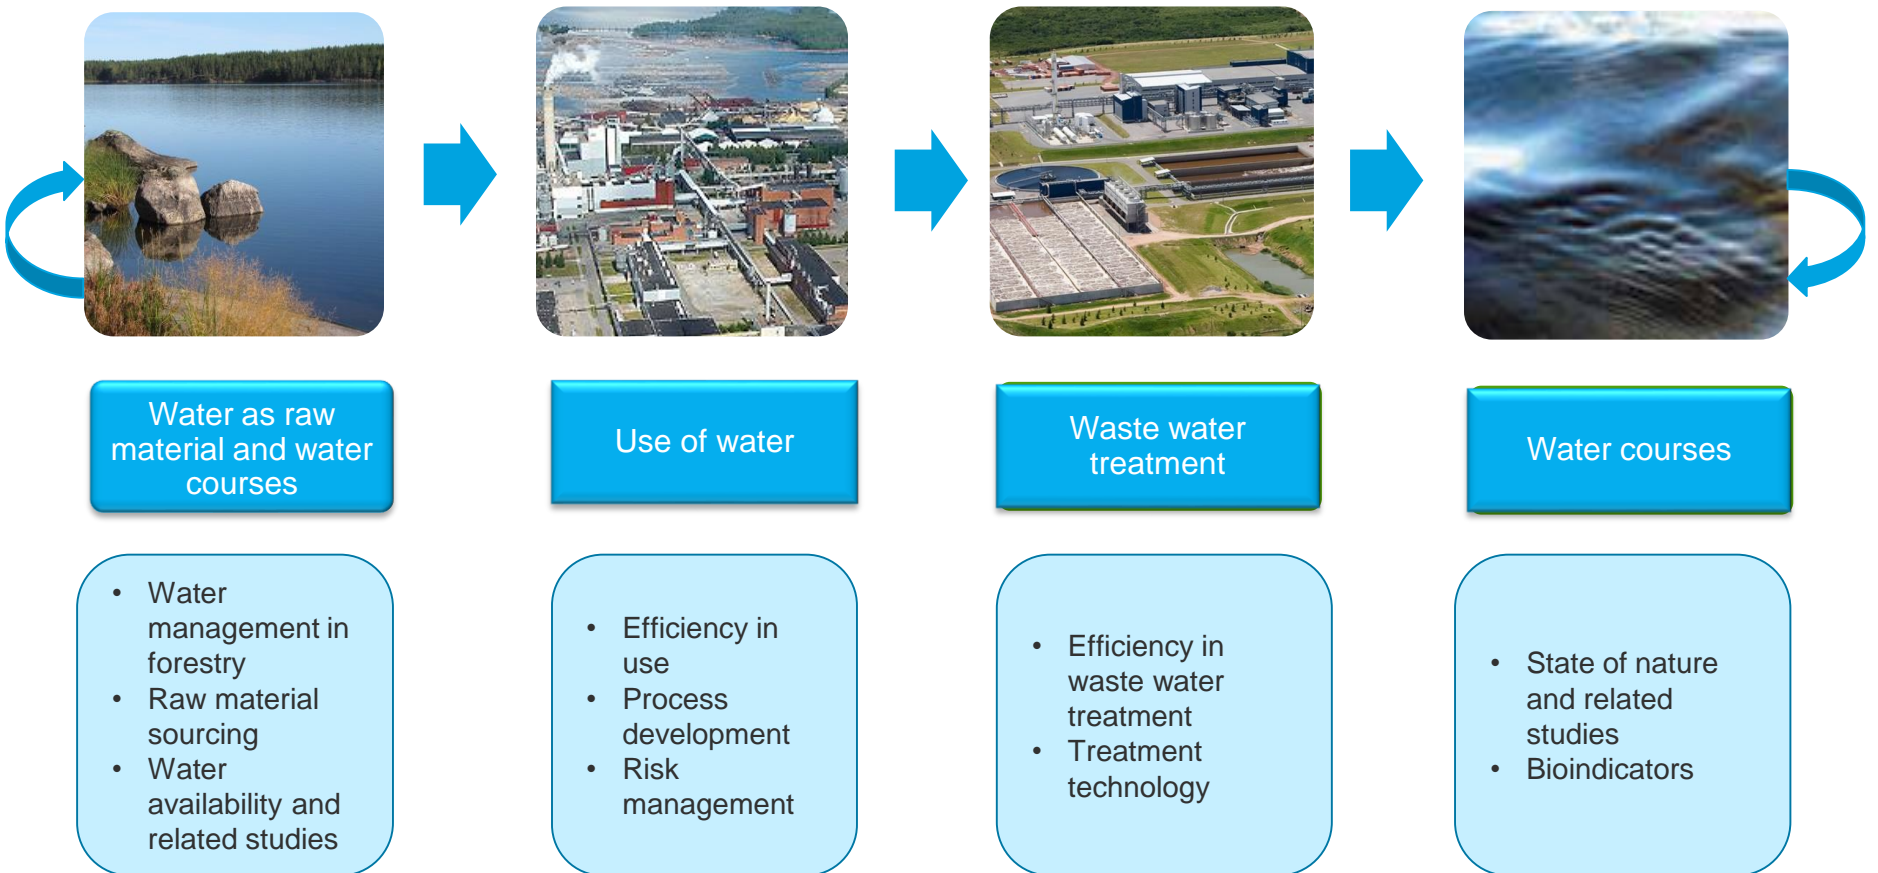 Water as raw
material and water
courses
Use of water
Waste water
treatment
Water courses
• Water
management in
forestry
• Raw material
sourcing
• Water
availability and
related studies
• Efficiency in
use
• Process
development
• Risk
management
• Efficiency in
waste water
treatment
• Treatment
technology
• State of nature
and related
studies
• Bioindicators